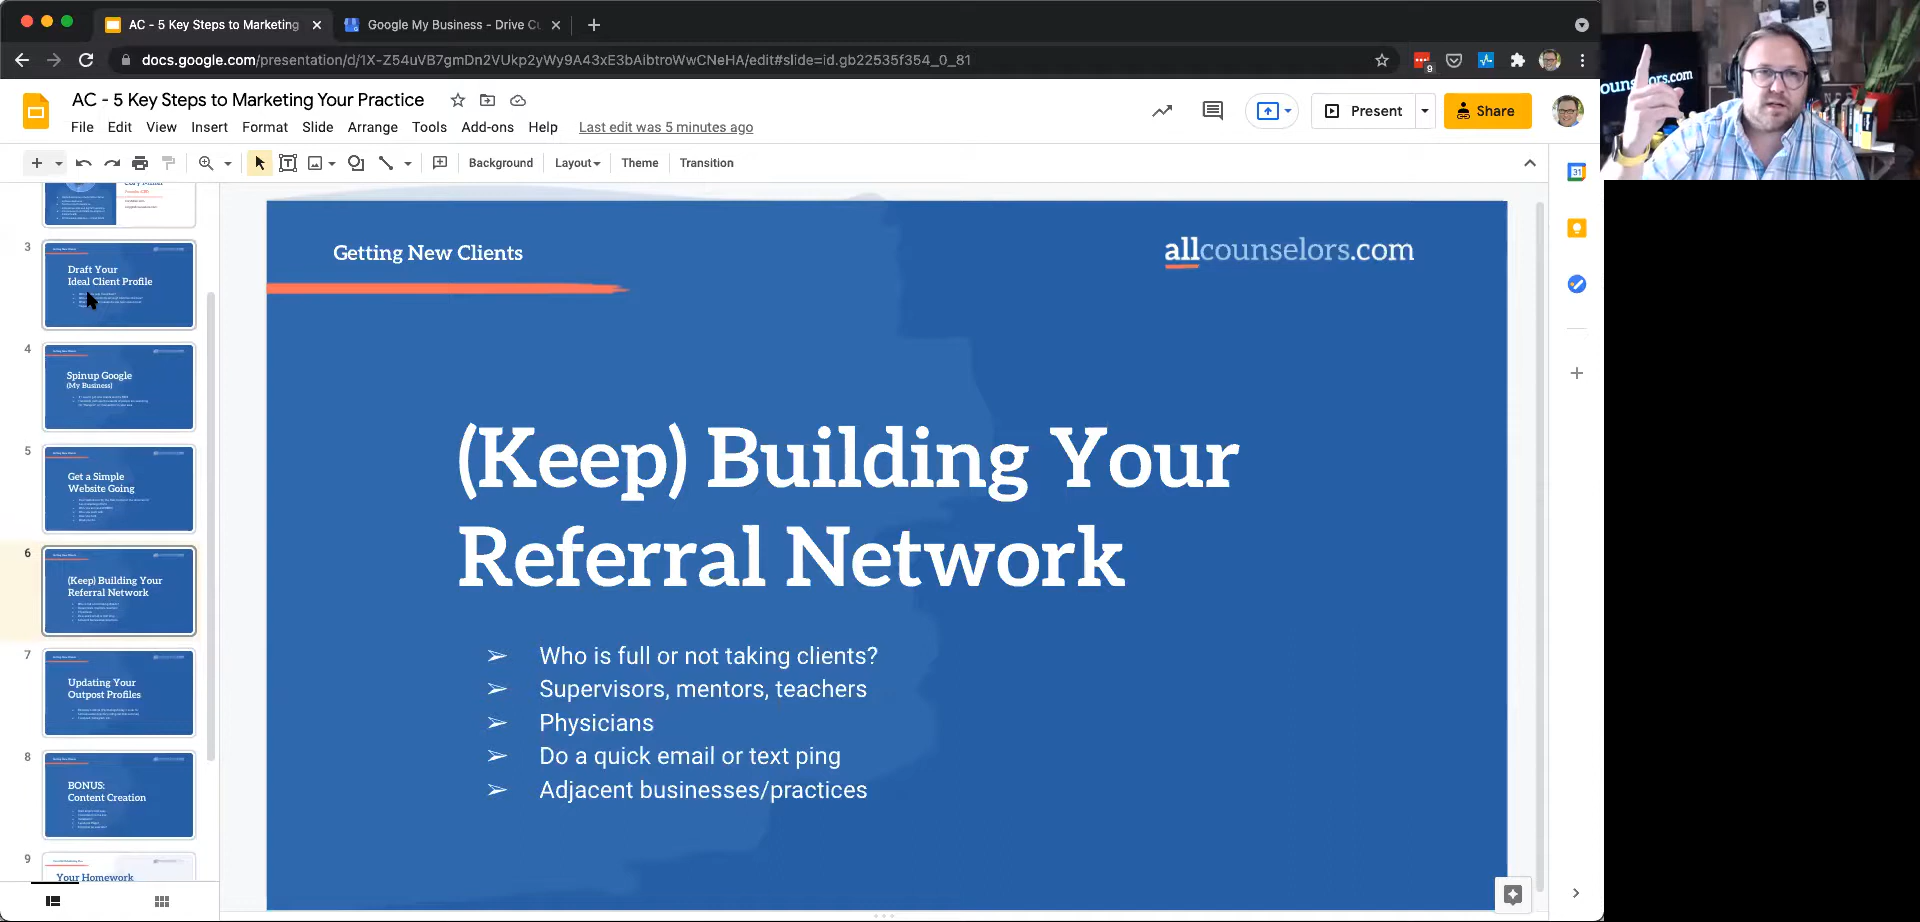 AC - 5 Key Steps to Marketing
Google My Business - Drive Cu
docs.google.com/presentation/d/1X-Z54uVB7gmDn2VUkp2yWy9A43xE3bAibtroWwCNeHA/edit#slide=id.gb22535f354_0_81
9
AC - 5 Key Steps to Marketing Your Practice
Present
Share
File Edit View Insert Format Slide Arrange Tools Add-ons Help Last edit was 5 minutes ago
Background Layout Theme Transition
31
3
Draft Your
Ideal Client Profile
4
Spinup Google
(My Business)
5
Get a Simple
Website Going
6
(Keep) Building Your
Referral Network
7
Updating Your
Outpost Profiles
8
BONUS:
Content Creation
9
Your Homework
Getting New Clients
allcounselors.com
(Keep) Building Your
Referral Network
➢ Who is full or not taking clients?
➢ Supervisors, mentors, teachers
➢ Physicians
➢ Do a quick email or text ping
➢ Adjacent businesses/practices
ounselors.com